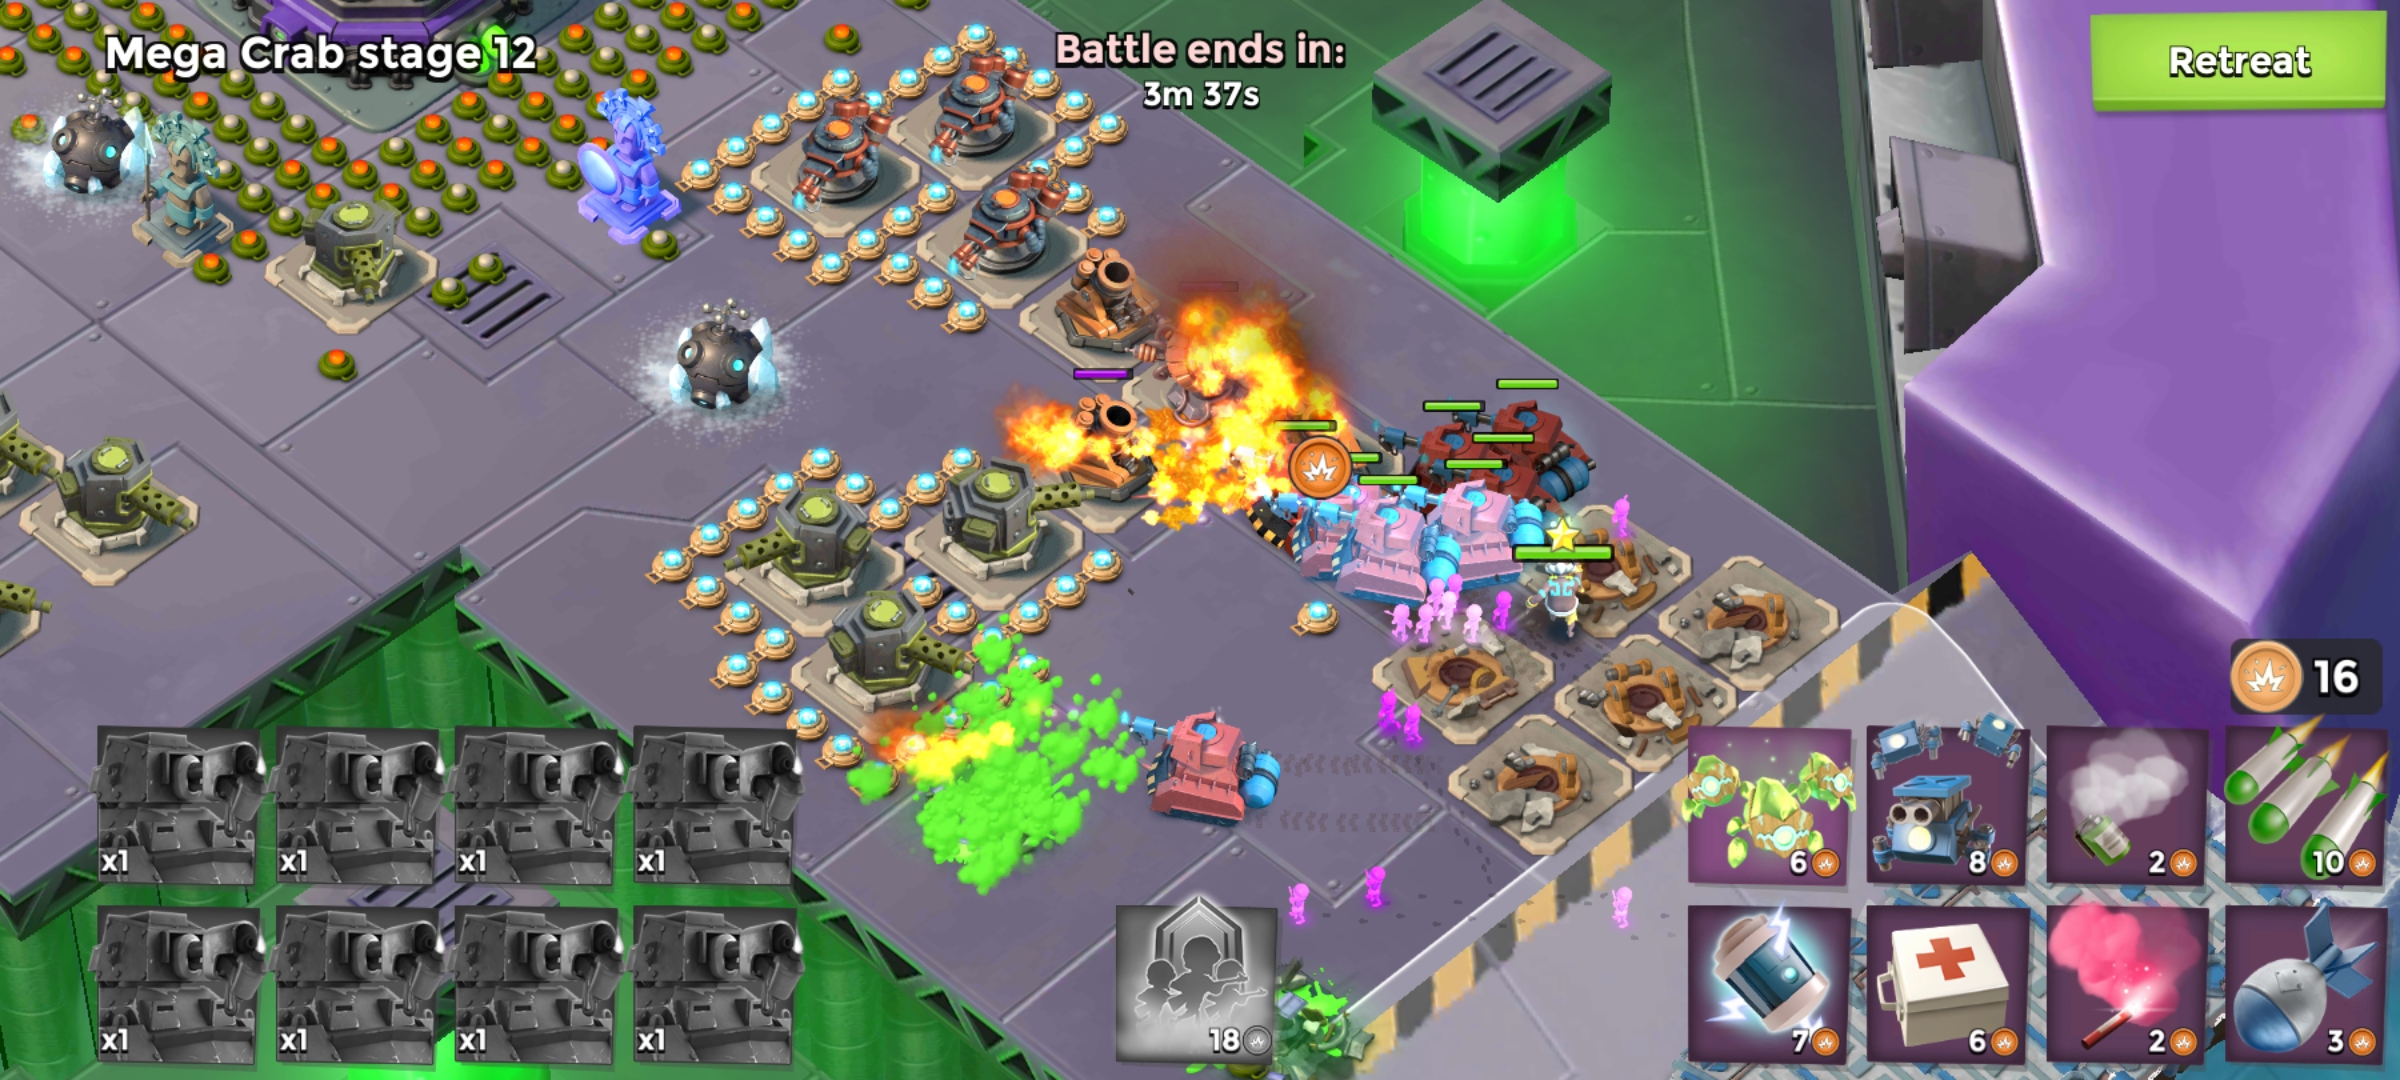 Mega Crab stage 12
Battle ends in:
3m 37s
Retreat
16
6
8
2
10
x1
x1
x1
x1
x1
x1
x1
x1
18
7
6
2
3